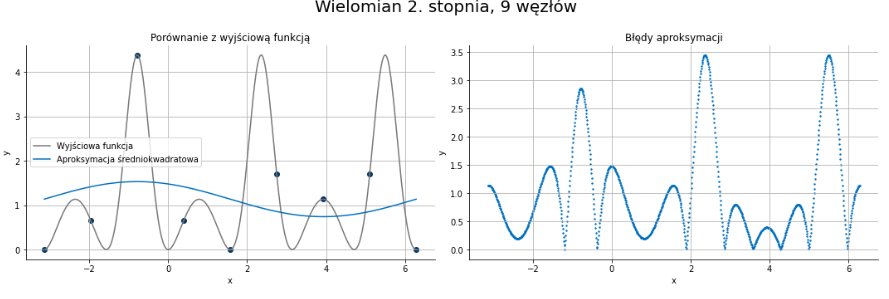 Wielomian 2. stopnia, 9 węzłów
Porównanie z wyjściową funkcją
y
4
3
2
1
0
Wyjściowa funkcja
Aproksymacja średniokwadratowa
−2
0
2
4
6
x
Błędy aproksymacji
y
3.5
3.0
2.5
2.0
1.5
1.0
0.5
0.0
−2
0
2
4
6
x